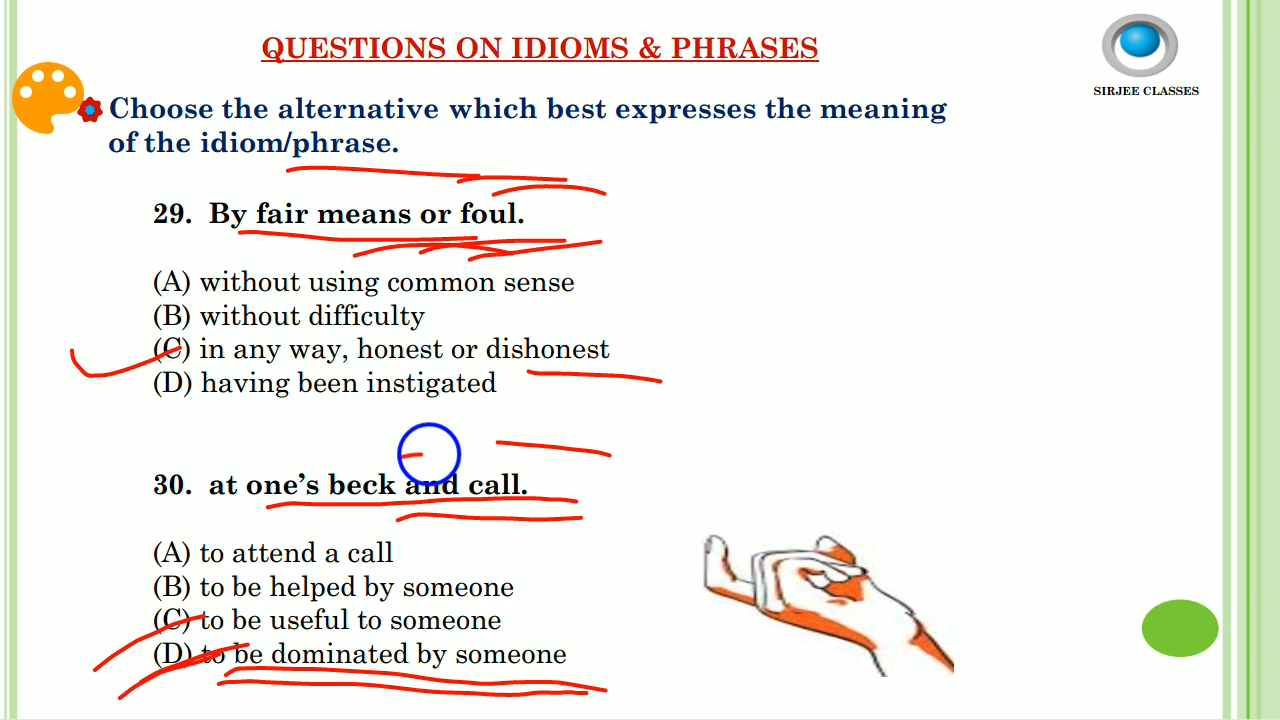 QUESTIONS ON IDIOMS & PHRASES
SIRJEE CLASSES
Choose the alternative which best expresses the meaning
of the idiom/phrase.
29. By fair means or foul.
(A) without using common sense
(B) without difficulty
(C) in any way, honest or dishonest
(D) having been instigated
30. at one’s beck and call.
(A) to attend a call
(B) to be helped by someone
(C) to be useful to someone
(D) to be dominated by someone